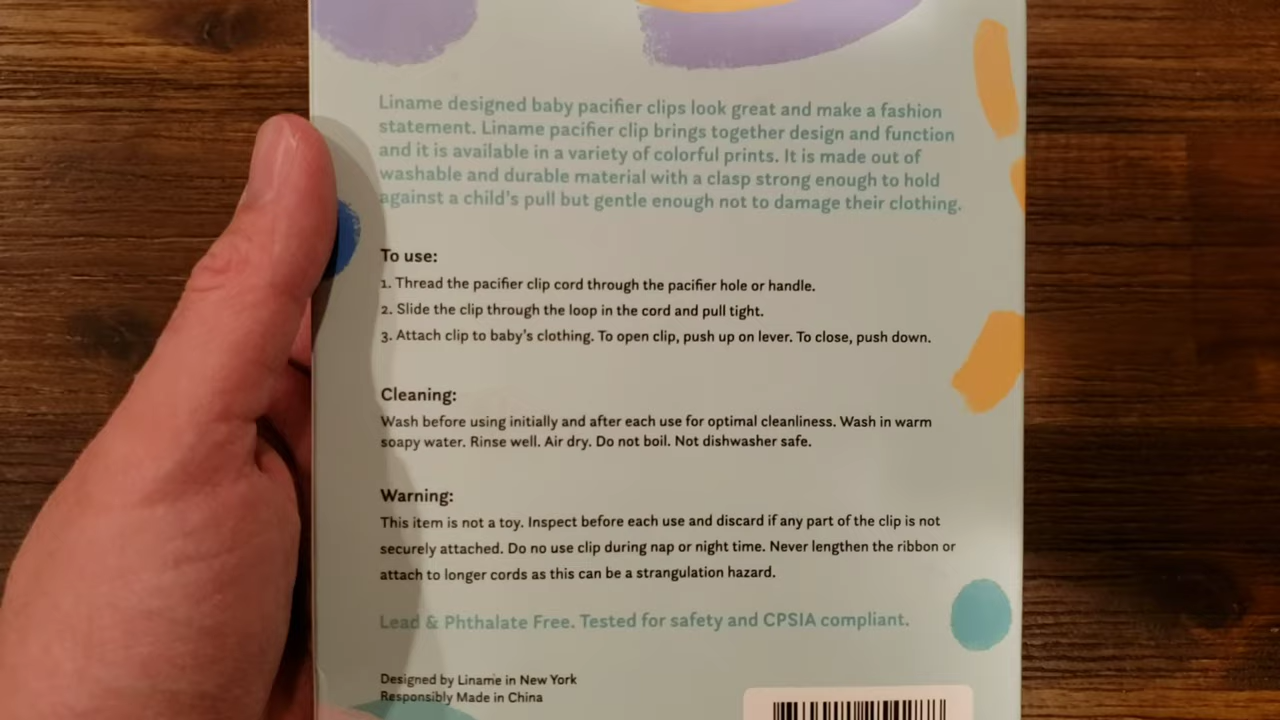 Liname designed baby pacifier clips look great and make a fashion
statement. Liname pacifier clip brings together design and function
and it is available in a variety of colorful prints. It is made out of
washable and durable material with a clasp strong enough to hold
against a child's pull but gentle enough not to damage their clothing.
To use:
1. Thread the pacifier clip cord through the pacifier hole or handle.
2. Slide the clip through the loop in the cord and pull tight.
3. Attach clip to baby's clothing. To open clip, push up on lever. To close, push down.
Cleaning:
Wash before using initially and after each use for optimal cleanliness. Wash in warm
soapy water. Rinse well. Air dry. Do not boil. Not dishwasher safe.
Warning:
This item is not a toy. Inspect before each use and discard if any part of the clip is not
securely attached. Do no use clip during nap or night time. Never lengthen the ribbon or
attach to longer cords as this can be a strangulation hazard.
Lead & Phthalate Free. Tested for safety and CPSIA compliant.
Designed by Liname in New York
Responsibly Made in China